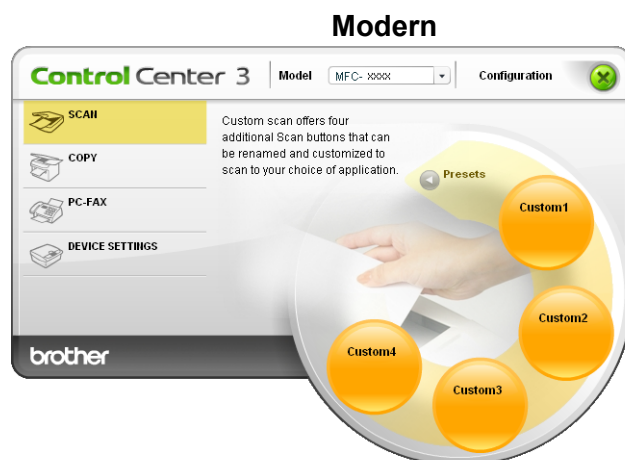 Modern
Control Center 3
Model
MFC- XXXX
Configuration
SCAN
COPY
PC-FAX
DEVICE SETTINGS
Custom scan offers four
additional Scan buttons that can
be renamed and customized to
scan to your choice of application.
Presets
Custom1
Custom2
Custom3
Custom4
brother